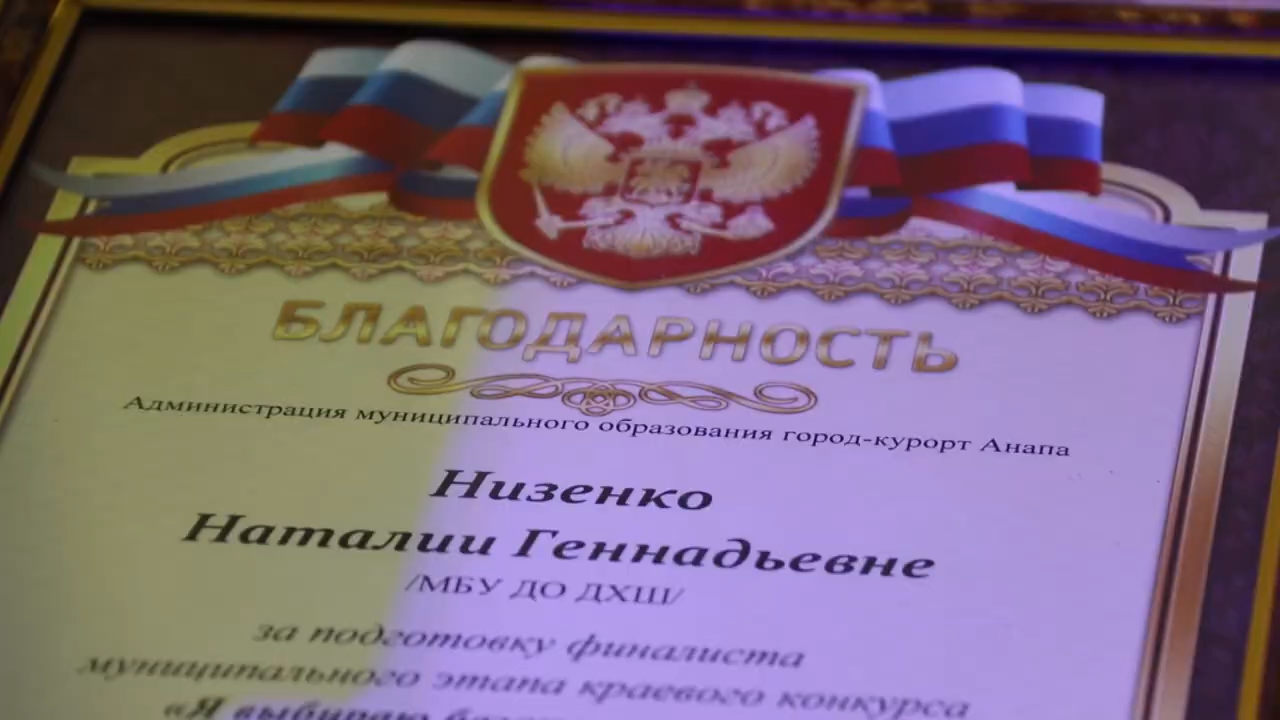 БЛАГОДАРНОСТЬ
Администрация муниципального образования город-курорт Анапа
Низенко
Наталии Геннадьевне
/МБУ ДО ДХШ/
за подготовку финалиста
муниципального этапа краевого конкурса
«Я выбираю